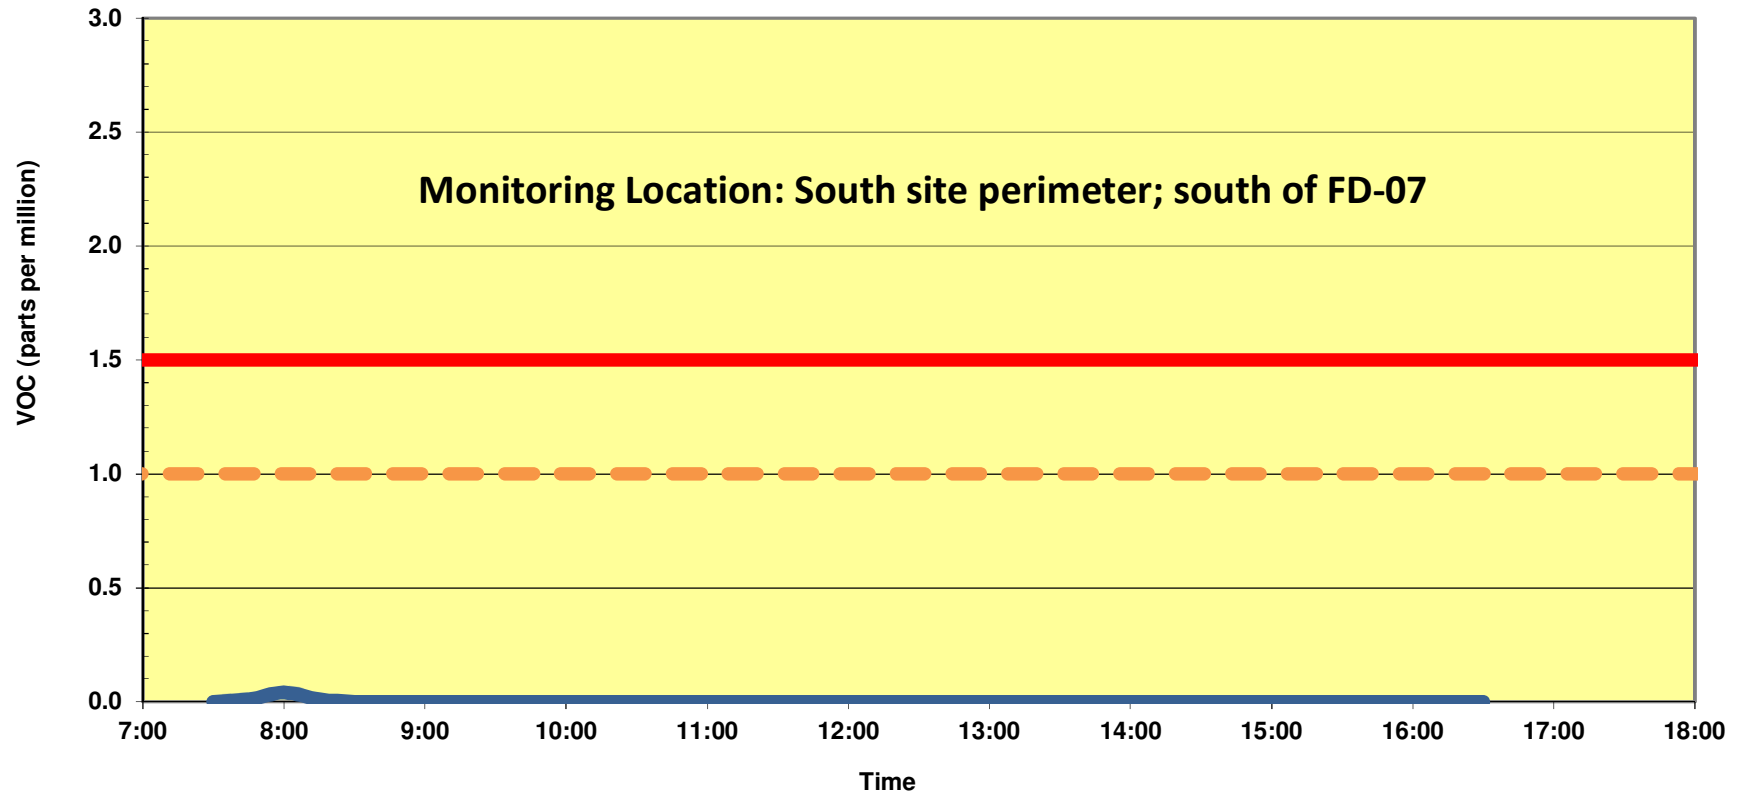 3.0
2.5
2.0
1.5
1.0
0.5
0.0
VOC (parts per million)
Monitoring Location: South site perimeter; south of FD-07
7:00 8:00 9:00 10:00 11:00 12:00 13:00 14:00 15:00 16:00 17:00 18:00
Time